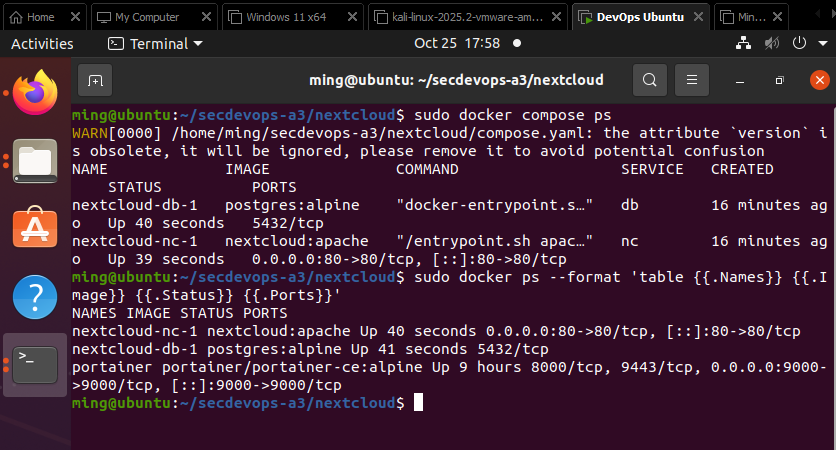 Home
My Computer
Windows 11 x64
kali-linux-2025.2-vmware-am...
DevOps Ubuntu
Min...
Activities
Terminal
Oct 25 17:58
ming@ubuntu: ~/secdevops-a3/nextcloud
ming@ubuntu:~/secdevops-a3/nextcloud$ sudo docker compose ps
WARN[0000] /home/ming/secdevops-a3/nextcloud/compose.yaml: the attribute `version` i
s obsolete, it will be ignored, please remove it to avoid potential confusion
NAME             IMAGE              COMMAND                  SERVICE   CREATED
    STATUS          PORTS
nextcloud-db-1   postgres:alpine    "docker-entrypoint.s…"   db        16 minutes ag
o   Up 40 seconds   5432/tcp
nextcloud-nc-1   nextcloud:apache   "/entrypoint.sh apac…"   nc        16 minutes ag
o   Up 39 seconds   0.0.0.0:80->80/tcp, [::]:80->80/tcp
ming@ubuntu:~/secdevops-a3/nextcloud$ sudo docker ps --format 'table {{.Names}} {{.I
mage}} {{.Status}} {{.Ports}}'
NAMES IMAGE STATUS PORTS
nextcloud-nc-1 nextcloud:apache Up 40 seconds 0.0.0.0:80->80/tcp, [::]:80->80/tcp
nextcloud-db-1 postgres:alpine Up 41 seconds 5432/tcp
portainer portainer/portainer-ce:alpine Up 9 hours 8000/tcp, 9443/tcp, 0.0.0.0:9000-
>9000/tcp, [::]:9000->9000/tcp
ming@ubuntu:~/secdevops-a3/nextcloud$